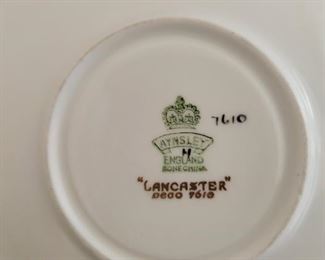 7610
AYNSLEY
H
ENGLAND
BONE CHINA
"LANCASTER"
DECO 7610